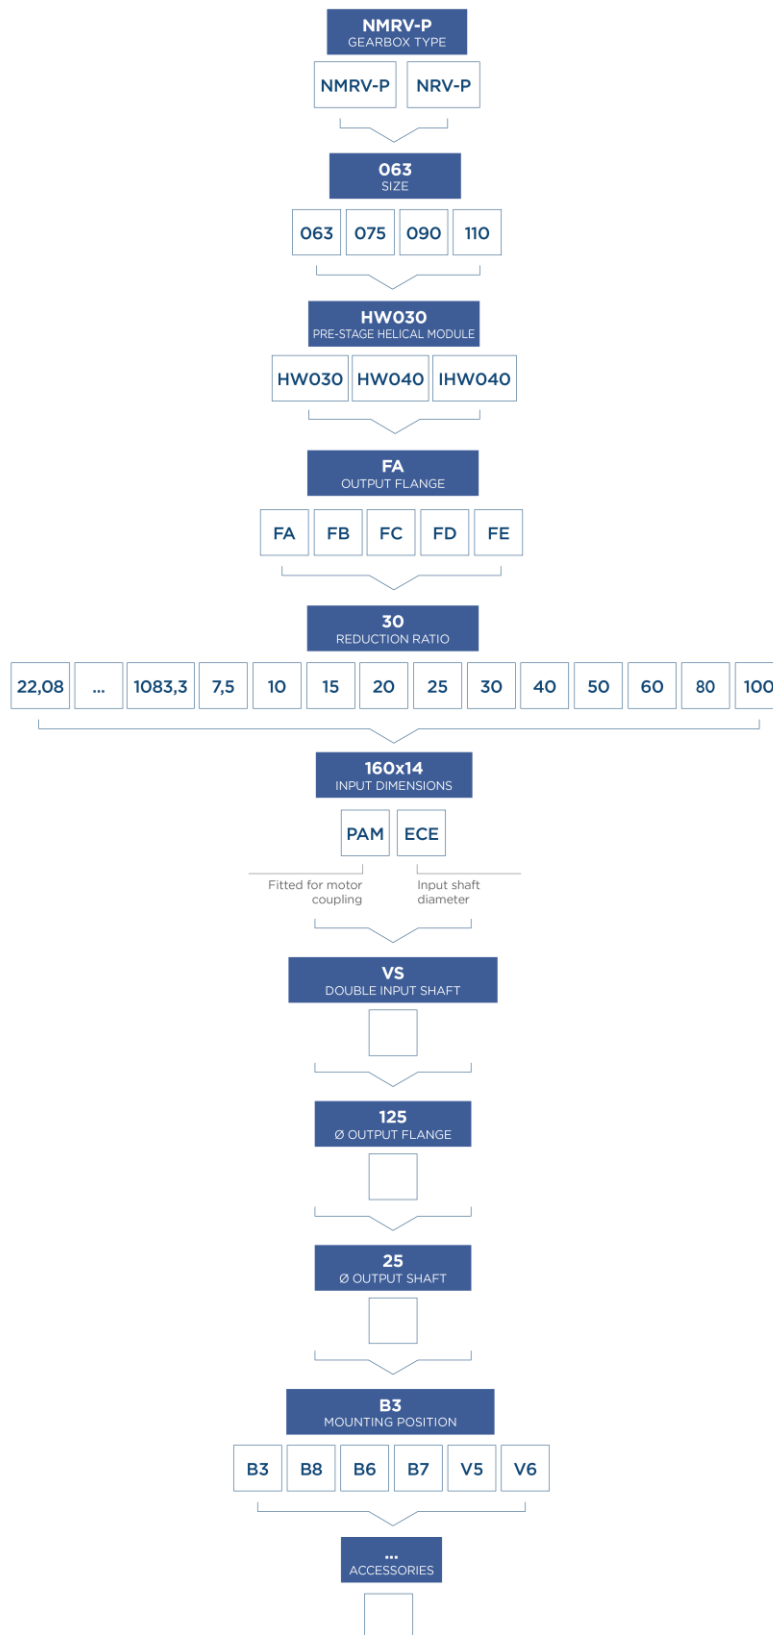 NMRV-P
GEARBOX TYPE
NMRV-P NRV-P
063
SIZE
063 075 090 110
HW030
PRE-STAGE HELICAL MODULE
HW030 HW040 IHW040
FA
OUTPUT FLANGE
FA FB FC FD FE
30
REDUCTION RATIO
22,08 ... 1083,3 7,5 10 15 20 25 30 40 50 60 80 100
160x14
INPUT DIMENSIONS
PAM ECE
Fitted for motor
coupling
Input shaft
diameter
VS
DOUBLE INPUT SHAFT
125
Ø OUTPUT FLANGE
25
Ø OUTPUT SHAFT
B3
MOUNTING POSITION
B3 B8 B6 B7 V5 V6
...
ACCESSORIES